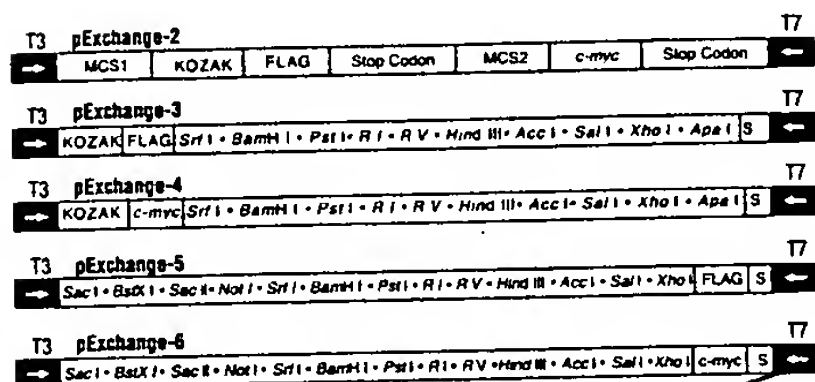 T3 pExchange-2 T7
MCS1 KOZAK FLAG Stop Codon MCS2 c-myc Stop Codon
T3 pExchange-3 T7
KOZAK FLAG Srf I • BamH I • Pst I • R I • R V • Hind III • Acc I • Sal I • Xho I • Apa I S
T3 pExchange-4 T7
KOZAK c-myc Srf I • BamH I • Pst I • R I • R V • Hind III • Acc I • Sal I • Xho I • Apa I S
T3 pExchange-5 T7
Sac I • BstX I • Sac II • Not I • Srf I • BamH I • Pst I • R I • R V • Hind III • Acc I • Sal I • Xho I FLAG S
T3 pExchange-6 T7
Sac I • BstX I • Sac II • Not I • Srf I • BamH I • Pst I • R I • R V • Hind III • Acc I • Sal I • Xho I c-myc S